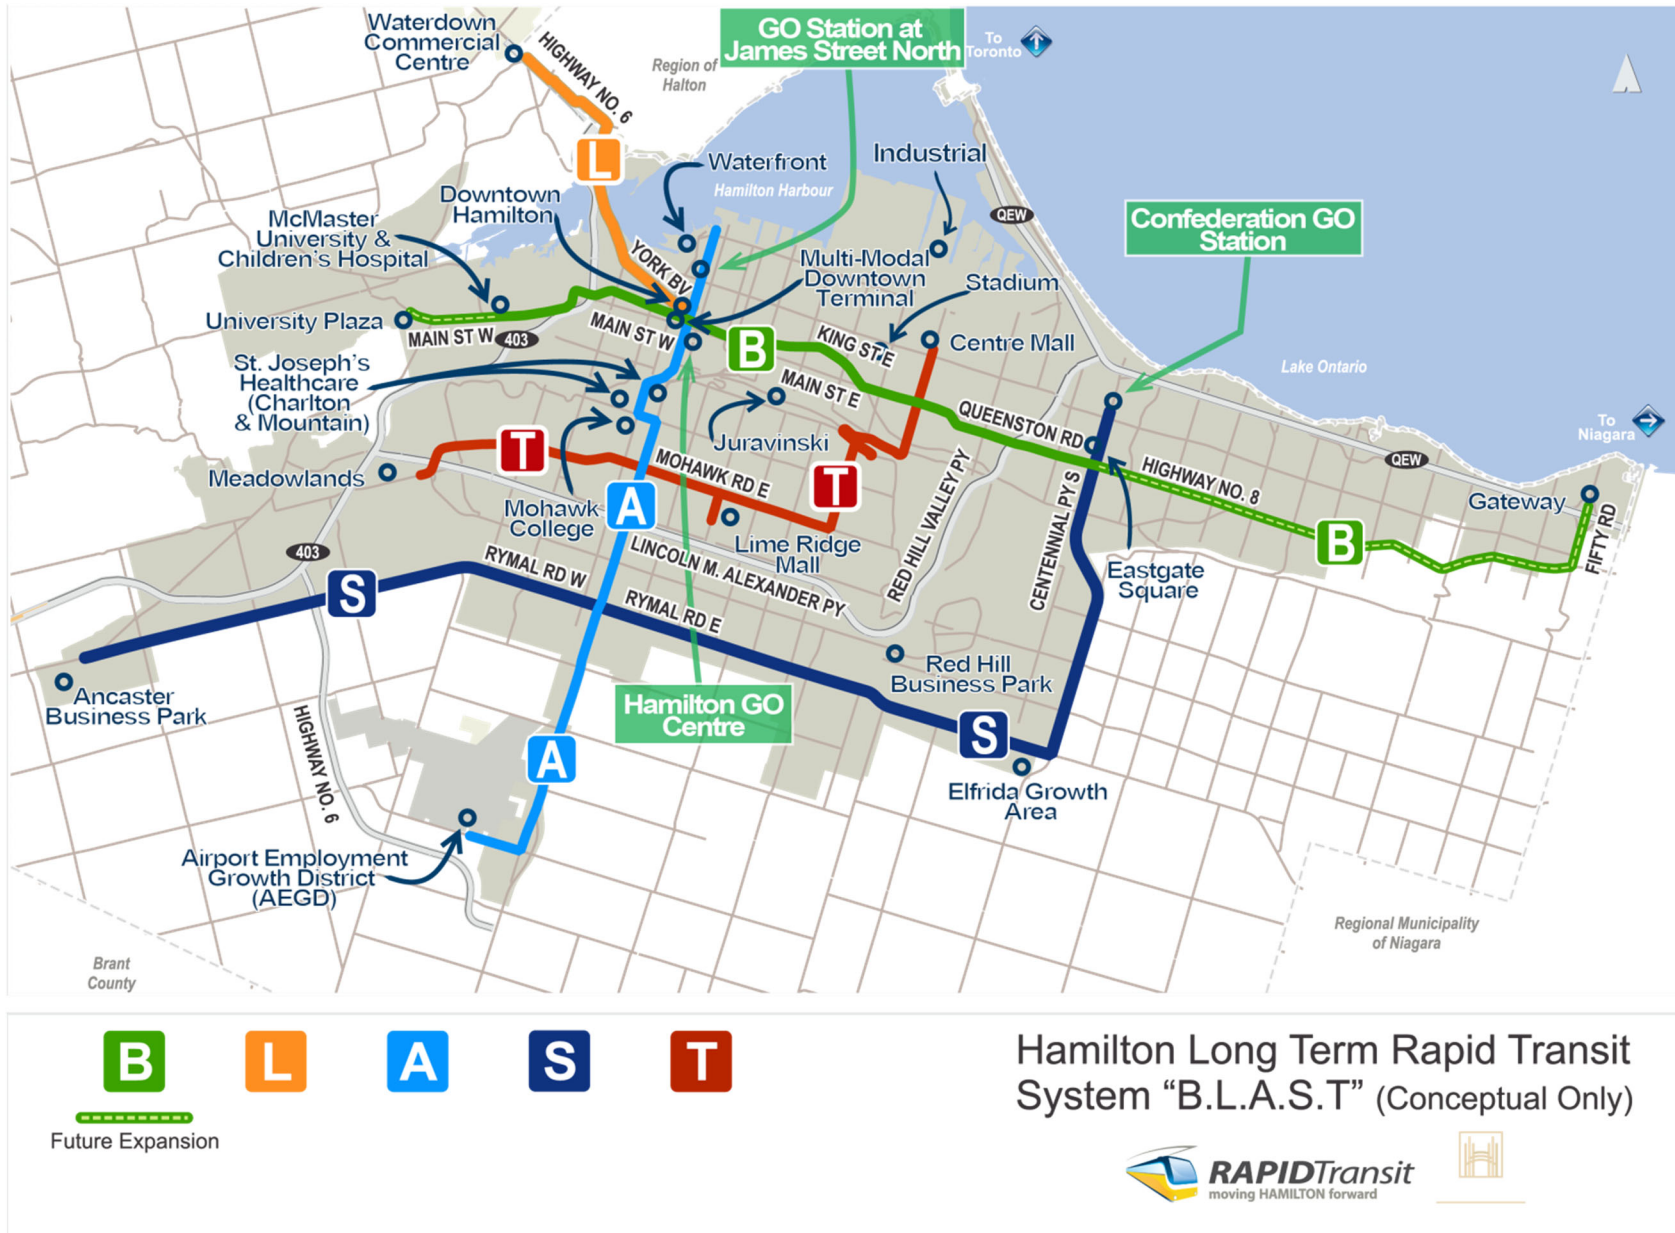 Waterdown
Commercial
Centre
HIGHWAY NO. 6
Region of
Halton
GO Station at
James Street North
To
Toronto
Waterfront
Hamilton Harbour
Industrial
QEW
Confederation GO
Station
L
Downtown
Hamilton
McMaster
University &
Children's Hospital
YORK BV
Multi-Modal
Downtown
Terminal
Stadium
University Plaza
MAIN ST W
403
MAIN ST W
B
KING ST E
Centre Mall
Lake Ontario
St. Joseph's
Healthcare
(Charlton
& Mountain)
MAIN ST E
QUEENSTON RD
To
Niagara
Juravinski
T
Meadowlands
MOHAWK RD E
T
QEW
HIGHWAY NO. 8
Gateway
Mohawk
College
A
Lime Ridge
Mall
RED HILL VALLEY PY
CENTENNIAL PY S
B
FIFTY RD
403
RYMAL RD W
LINCOLN M. ALEXANDER PY
Eastgate
Square
S
RYMAL RD E
Red Hill
Business Park
Ancaster
Business Park
Hamilton GO
Centre
HIGHWAY NO. 6
A
S
Elfrida Growth
Area
Airport Employment
Growth District
(AEGD)
Regional Municipality
of Niagara
Brant
County
B
L
A
S
T
Future Expansion
Hamilton Long Term Rapid Transit
System “B.L.A.S.T” (Conceptual Only)
RAPIDTransit
moving HAMILTON forward